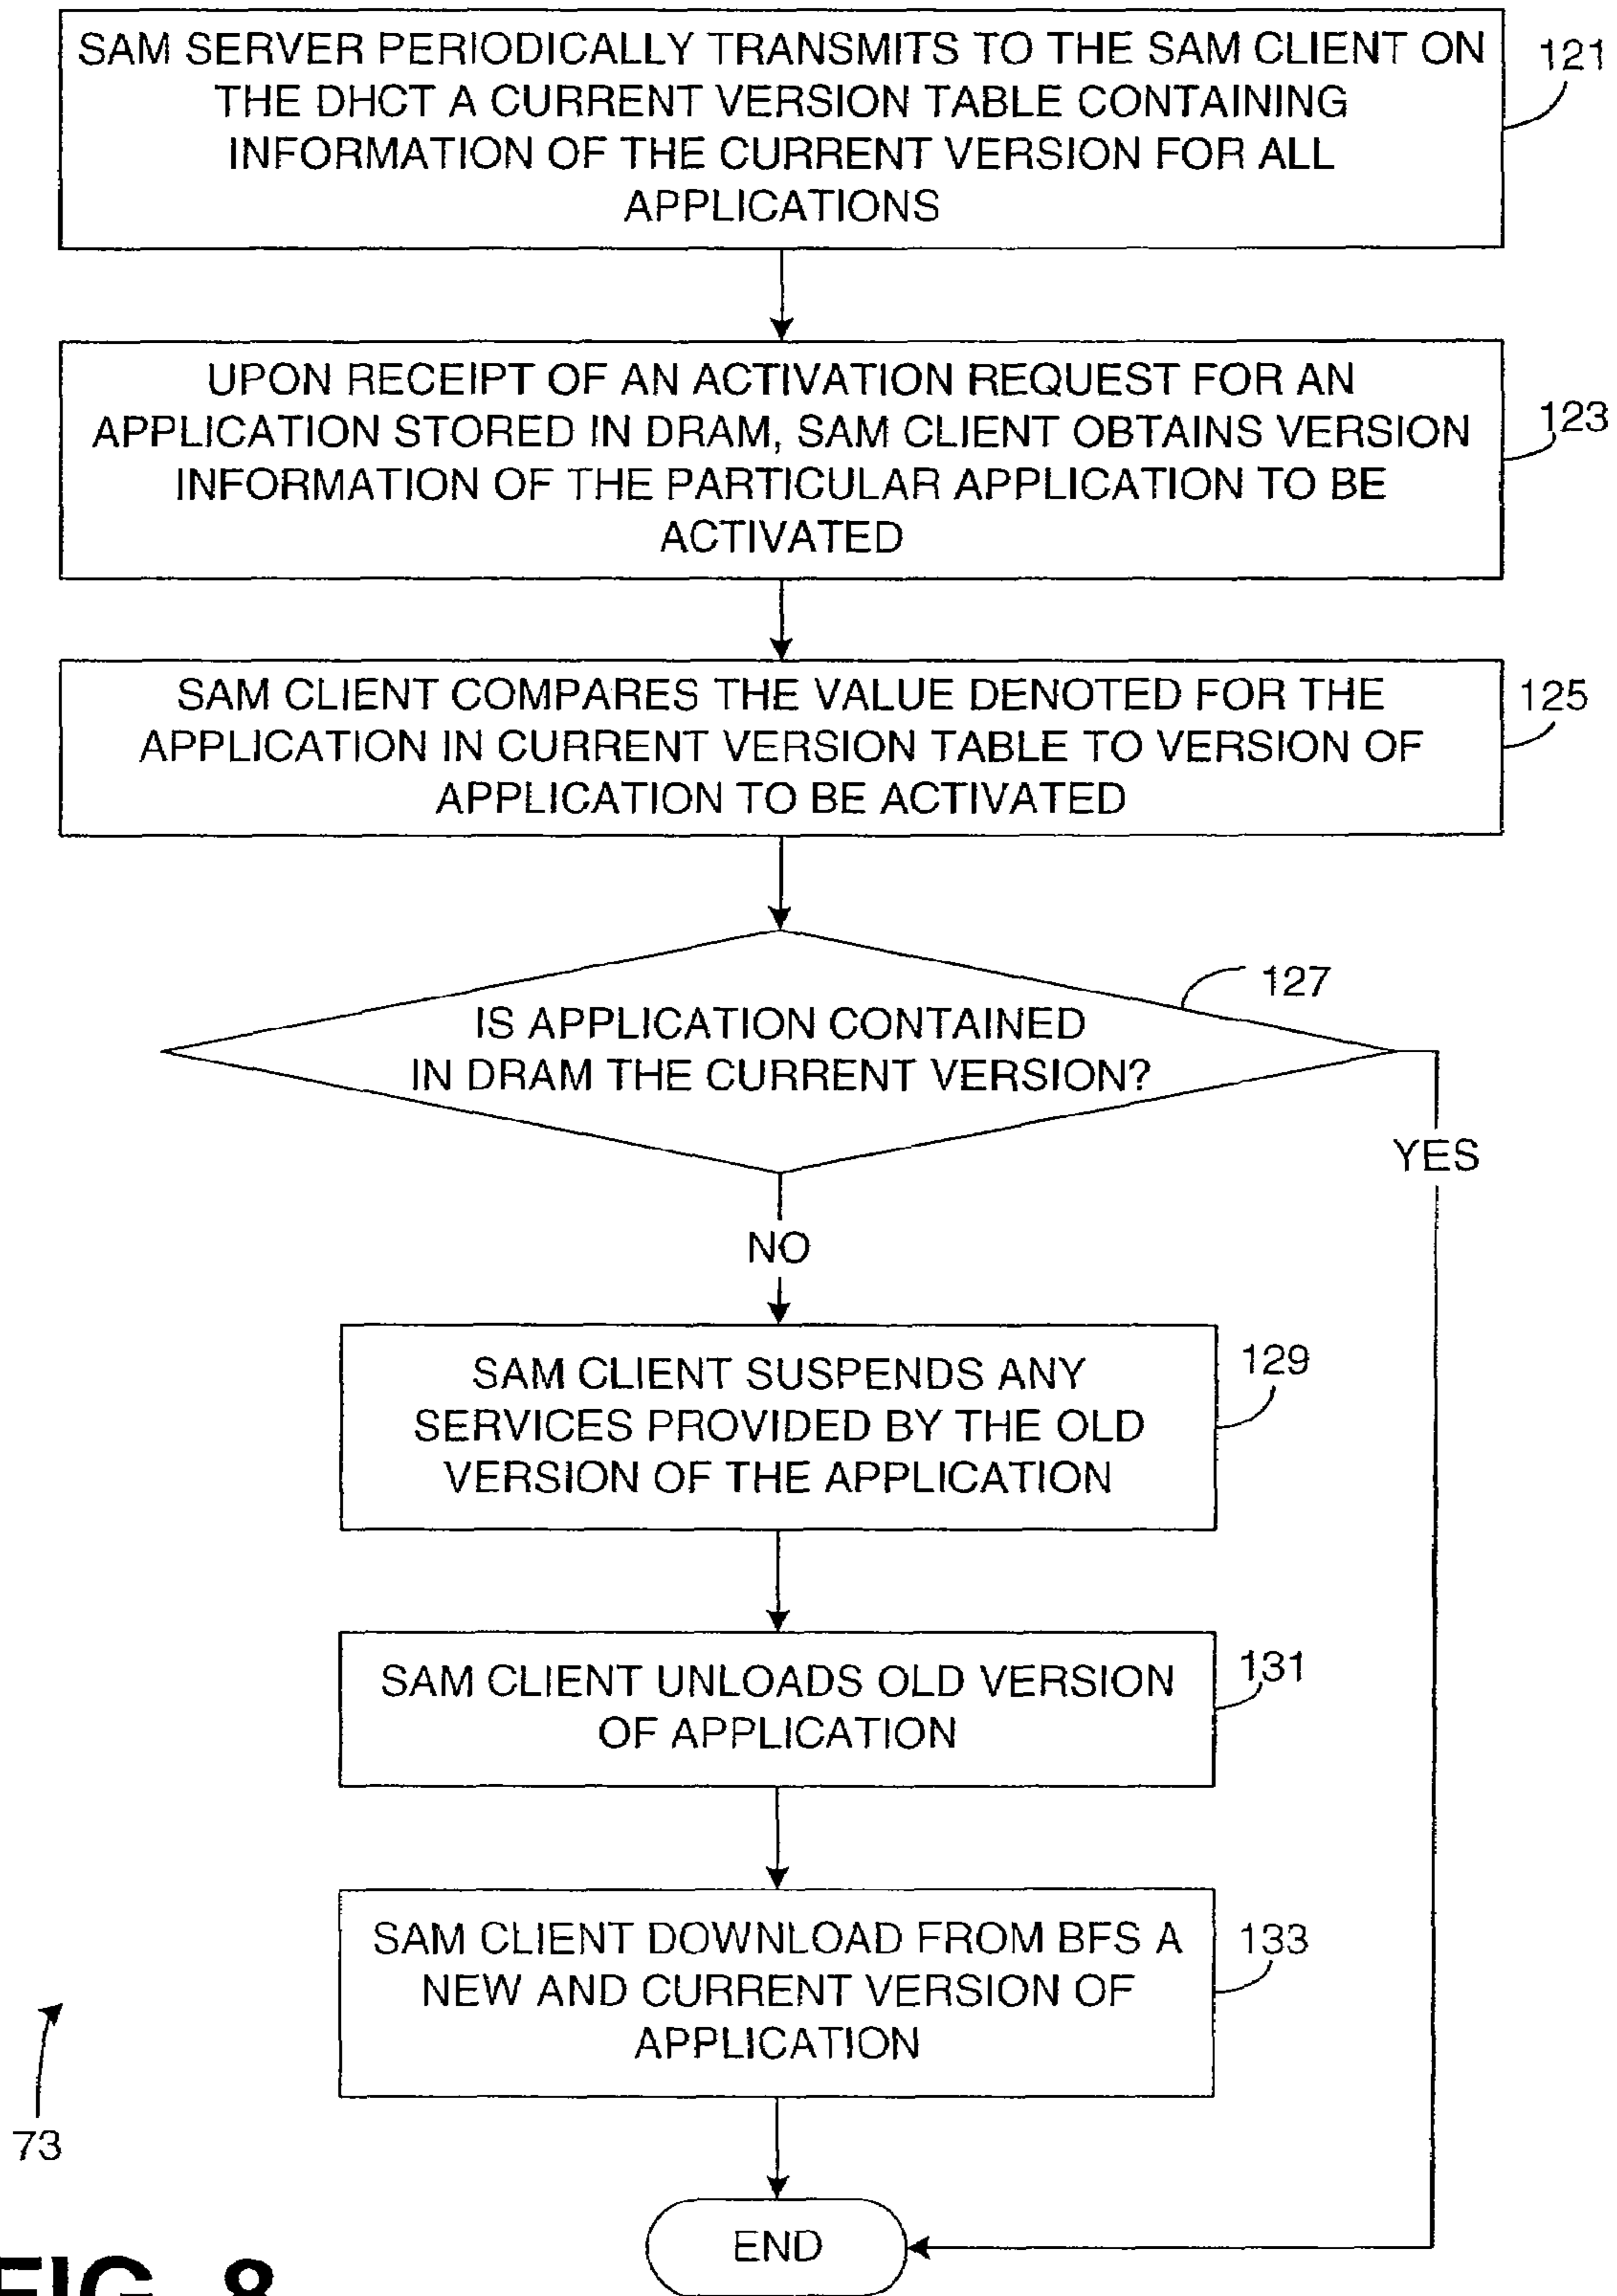 SAM SERVER PERIODICALLY TRANSMITS TO THE SAM CLIENT ON
THE DHCT A CURRENT VERSION TABLE CONTAINING
INFORMATION OF THE CURRENT VERSION FOR ALL
APPLICATIONS
121
UPON RECEIPT OF AN ACTIVATION REQUEST FOR AN
APPLICATION STORED IN DRAM, SAM CLIENT OBTAINS VERSION
INFORMATION OF THE PARTICULAR APPLICATION TO BE
ACTIVATED
123
SAM CLIENT COMPARES THE VALUE DENOTED FOR THE
APPLICATION IN CURRENT VERSION TABLE TO VERSION OF
APPLICATION TO BE ACTIVATED
125
IS APPLICATION CONTAINED
IN DRAM THE CURRENT VERSION?
127
YES
NO
SAM CLIENT SUSPENDS ANY
SERVICES PROVIDED BY THE OLD
VERSION OF THE APPLICATION
129
SAM CLIENT UNLOADS OLD VERSION
OF APPLICATION
131
SAM CLIENT DOWNLOAD FROM BFS A
NEW AND CURRENT VERSION OF
APPLICATION
133
73
END
FIG. 8